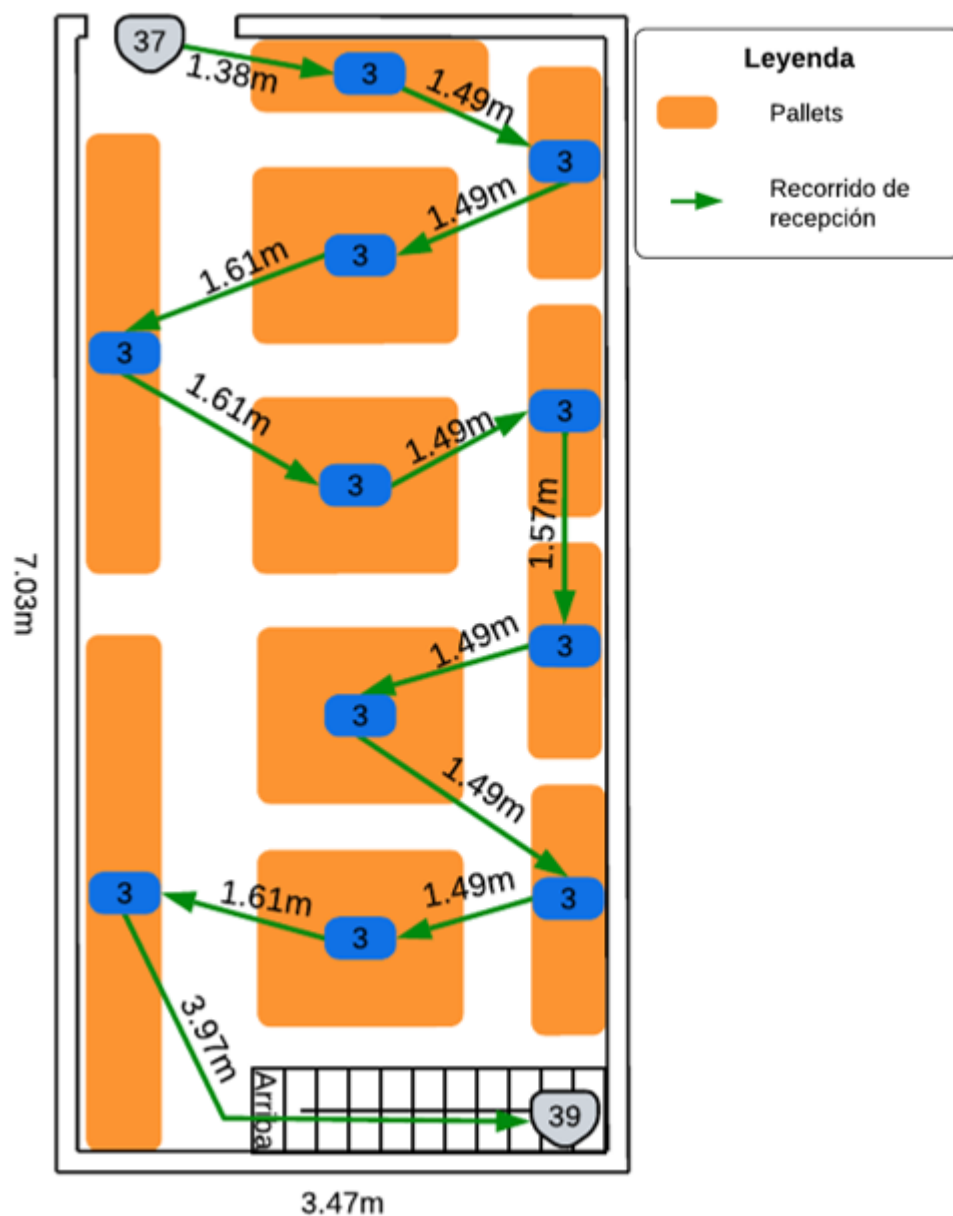 37
1.38m
3
1.49m
3
1.49m
3
1.61m
3
1.61m
3
1.49m
3
1.57m
3
1.49m
3
1.49m
3
1.49m
3
1.61m
3
3.97m
Arriba
39
7.03m
3.47m
Leyenda
Pallets
Recorrido de
recepción